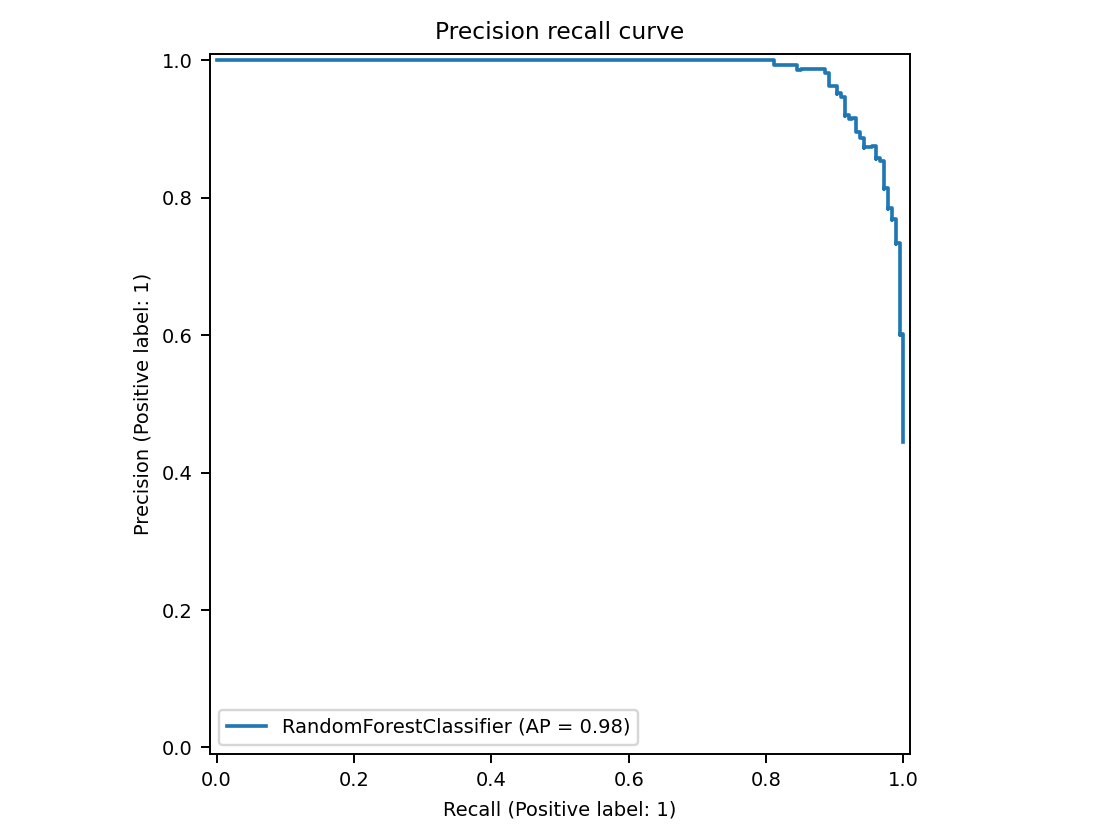 Precision recall curve
1.0
0.8
0.6
0.4
0.2
0.0
Precision (Positive label: 1)
RandomForestClassifier (AP = 0.98)
0.0 0.2 0.4 0.6 0.8 1.0
Recall (Positive label: 1)